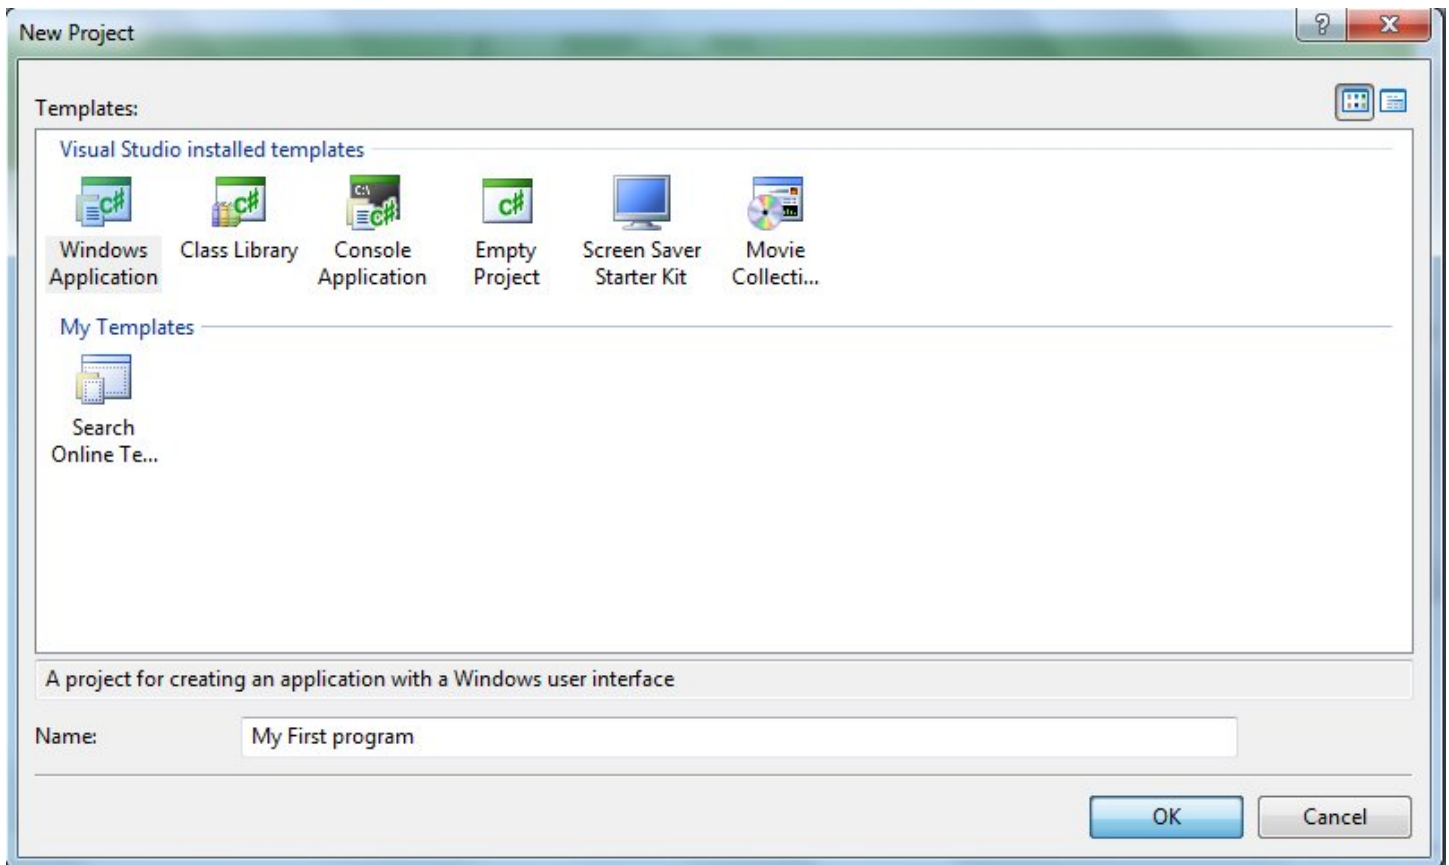 New Project
Templates:
Visual Studio installed templates
Windows Application
Class Library
Console Application
Empty Project
Screen Saver Starter Kit
Movie Collecti...
My Templates
Search Online Te...
A project for creating an application with a Windows user interface
Name:
My First program
OK
Cancel